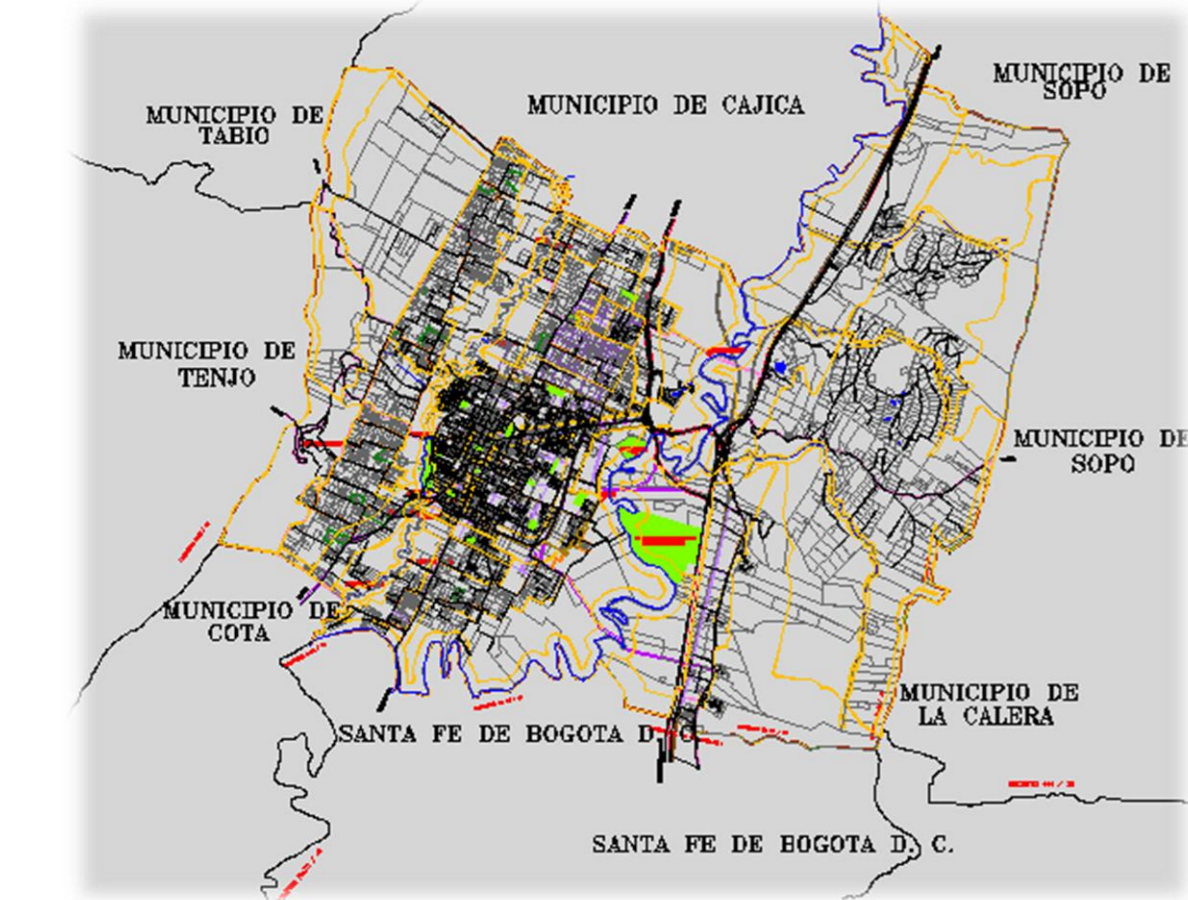 MUNICIPIO DE
SOPO
MUNICIPIO DE CAJICA
MUNICIPIO DE
TABIO
MUNICIPIO DE
TENJO
MUNICIPIO DE
SOPO
MUNICIPIO DE
COTA
MUNICIPIO DE
LA CALERA
SANTA FE DE BOGOTA D. C.
SANTA FE DE BOGOTA D. C.